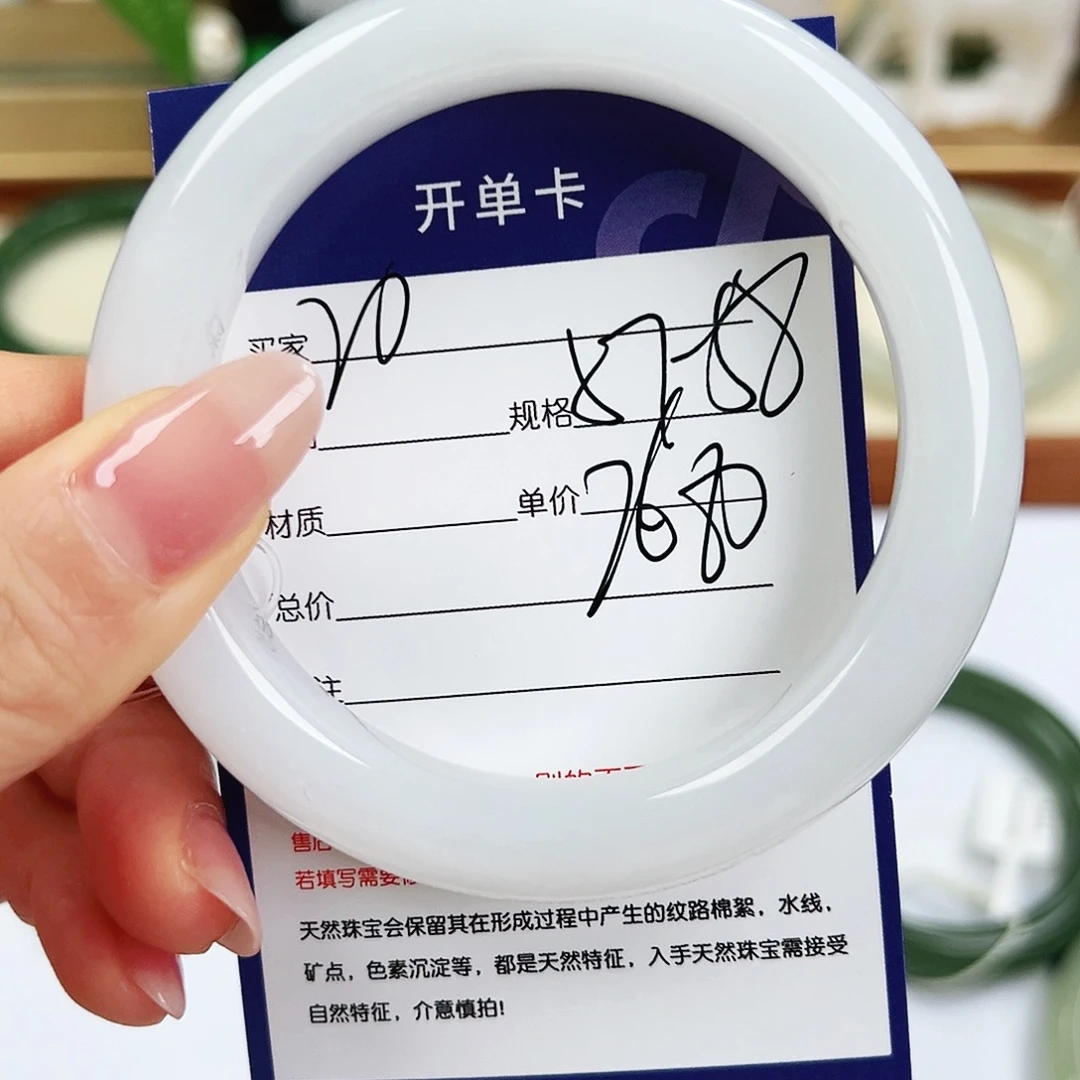 开单卡
买家 20
规格 57-58
材质 单价 7680
总价
注
售后
若填写需要
天然珠宝会保留其在形成过程中产生的纹路棉絮，水线，
矿点，色素沉淀等，都是天然特征，入手天然珠宝需接受
自然特征，介意慎拍!